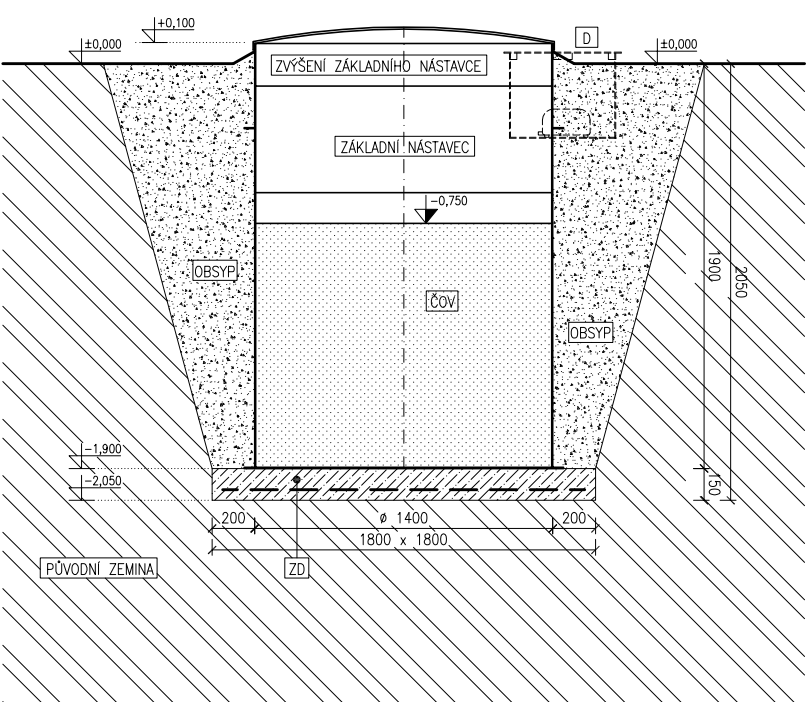 +0,100
±0,000
D
±0,000
ZVÝŠENÍ ZÁKLADNÍHO NÁSTAVCE
ZÁKLADNÍ NÁSTAVEC
-0,750
OBSYP
ČOV
1900
2050
OBSYP
-1,900
-2,050
150
200
ø 1400
200
1800 x 1800
PŮVODNÍ ZEMINA
ZD